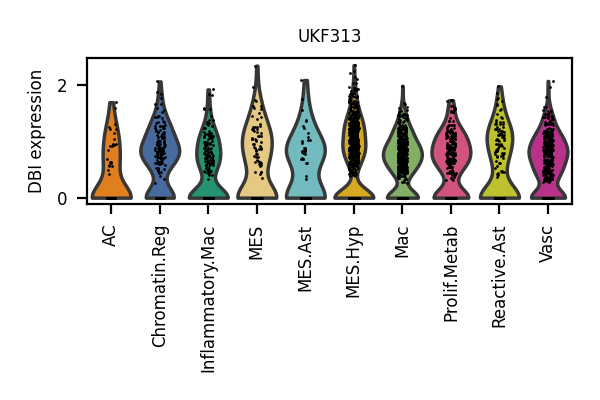 UKF313
DBI expression
2
0
AC
Chromatin.Reg
Inflammatory.Mac
MES
MES.Ast
MES.Hyp
Mac
Prolif.Metab
Reactive.Ast
Vasc